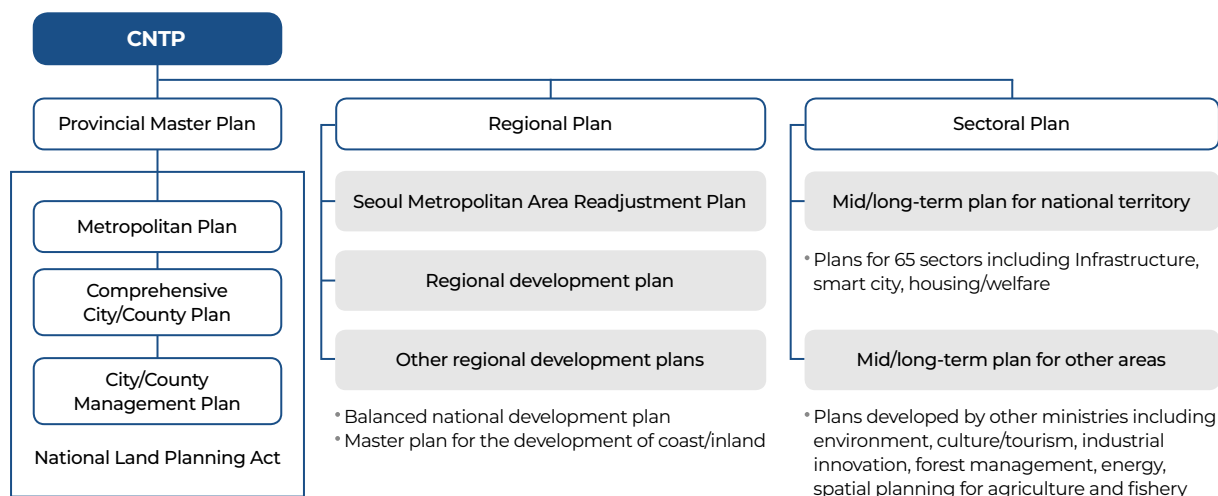 CNTP
Provincial Master Plan
Metropolitan Plan
Comprehensive
City/County Plan
City/County
Management Plan
National Land Planning Act
Regional Plan
Seoul Metropolitan Area Readjustment Plan
Regional development plan
Other regional development plans
• Balanced national development plan
• Master plan for the development of coast/inland
Sectoral Plan
Mid/long-term plan for national territory
• Plans for 65 sectors including Infrastructure,
smart city, housing/welfare
Mid/long-term plan for other areas
• Plans developed by other ministries including
environment, culture/tourism, industrial
innovation, forest management, energy,
spatial planning for agriculture and fishery